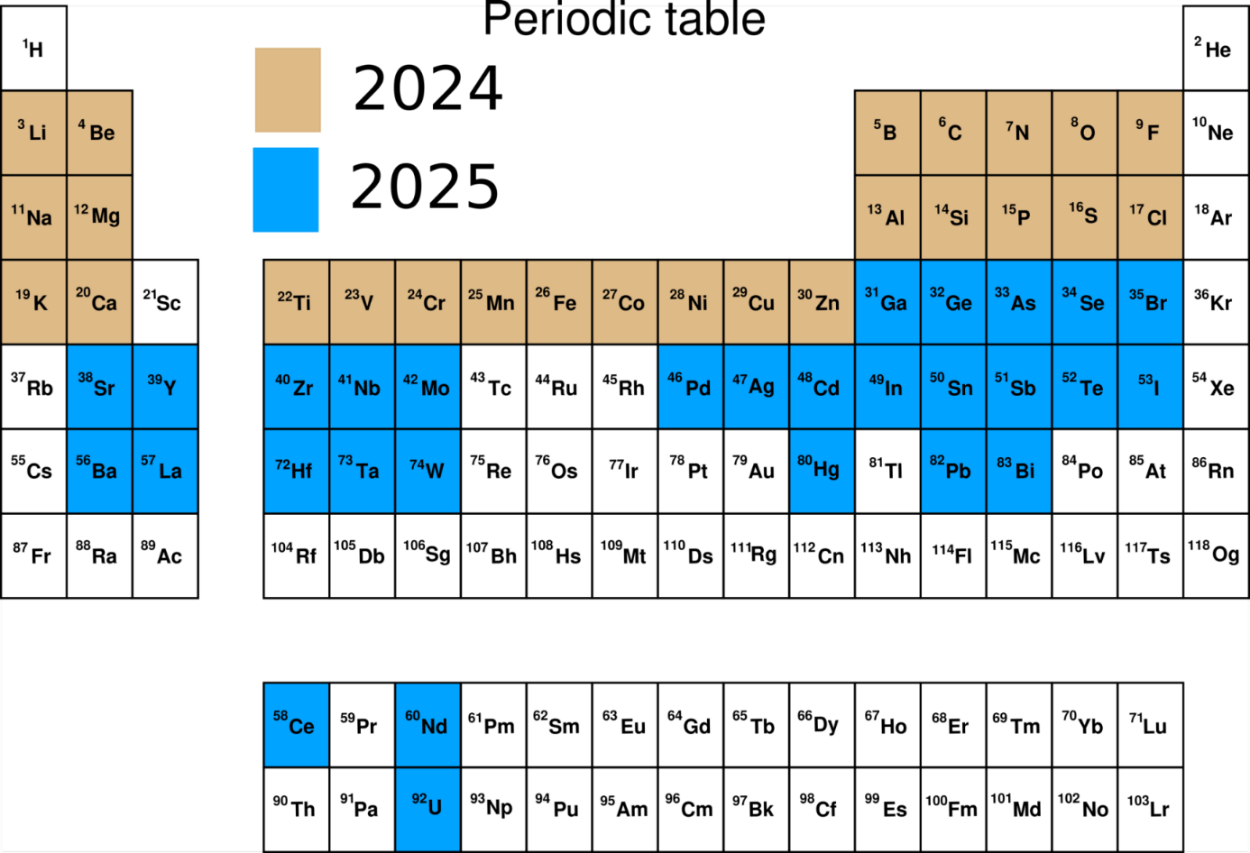 Periodic table
2024
2025
1H 2He
3Li 4Be 5B 6C 7N 8O 9F 10Ne
11Na 12Mg 13Al 14Si 15P 16S 17Cl 18Ar
19K 20Ca 21Sc 22Ti 23V 24Cr 25Mn 26Fe 27Co 28Ni 29Cu 30Zn 31Ga 32Ge 33As 34Se 35Br 36Kr
37Rb 38Sr 39Y 40Zr 41Nb 42Mo 43Tc 44Ru 45Rh 46Pd 47Ag 48Cd 49In 50Sn 51Sb 52Te 53I 54Xe
55Cs 56Ba 57La 72Hf 73Ta 74W 75Re 76Os 77Ir 78Pt 79Au 80Hg 81Tl 82Pb 83Bi 84Po 85At 86Rn
87Fr 88Ra 89Ac 104Rf 105Db 106Sg 107Bh 108Hs 109Mt 110Ds 111Rg 112Cn 113Nh 114Fl 115Mc 116Lv 117Ts 118Og
58Ce 59Pr 60Nd 61Pm 62Sm 63Eu 64Gd 65Tb 66Dy 67Ho 68Er 69Tm 70Yb 71Lu
90Th 91Pa 92U 93Np 94Pu 95Am 96Cm 97Bk 98Cf 99Es 100Fm 101Md 102No 103Lr